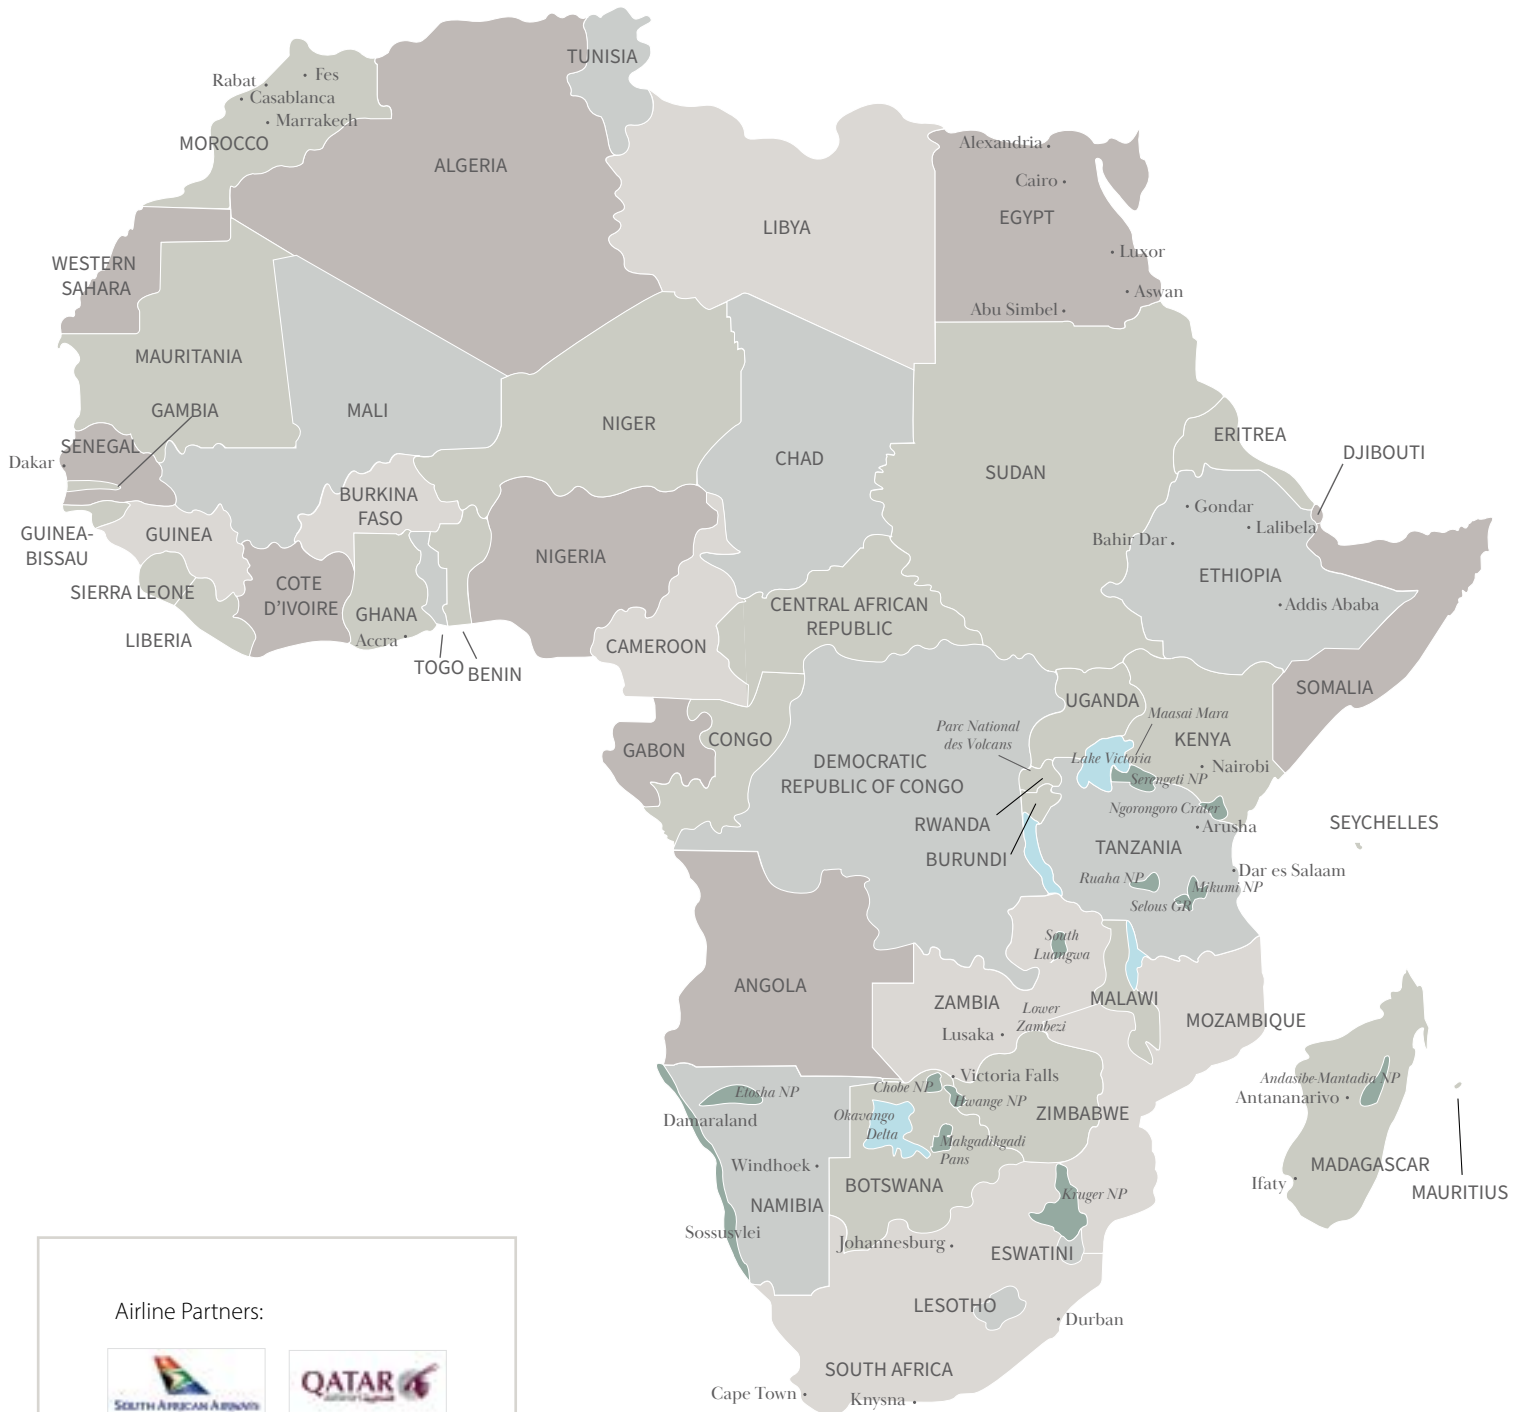 TUNISIA
Rabat
Fes
Casablanca
Marrakech
MOROCCO
ALGERIA
LIBYA
Alexandria
Cairo
EGYPT
Luxor
Aswan
Abu Simbel
WESTERN
SAHARA
MAURITANIA
GAMBIA
MALI
NIGER
CHAD
SUDAN
ERITREA
DJIBOUTI
SENEGAL
Dakar
BURKINA
FASO
GUINEA-
BISSAU
GUINEA
SIERRA LEONE
LIBERIA
COTE
D'IVOIRE
GHANA
Accra
TOGO
BENIN
NIGERIA
CAMEROON
CENTRAL AFRICAN
REPUBLIC
Gondar
Lalibela
Bahir Dar
ETHIOPIA
Addis Ababa
SOMALIA
UGANDA
Maasai Mara
KENYA
Nairobi
Parc National
des Volcans
Lake Victoria
Serengeti NP
Ngorongoro Crater
Arusha
GABON
CONGO
DEMOCRATIC
REPUBLIC OF CONGO
RWANDA
BURUNDI
TANZANIA
SEYCHELLES
Dar es Salaam
Ruaha NP
Mikumi NP
Selous GR
South
Luangwa
ANGOLA
ZAMBIA
Lower
Zambezi
Lusaka
MALAWI
MOZAMBIQUE
Victoria Falls
Chobe NP
Hwange NP
ZIMBABWE
Etosha NP
Damaraland
Okavango
Delta
Makgadikgadi
Pans
Windhoek
NAMIBIA
BOTSWANA
Sossusvlei
Kruger NP
Johannesburg
ESWATINI
LESOTHO
Durban
SOUTH AFRICA
Cape Town
Knysna
Andasibe-Mantadia NP
Antananarivo
MADAGASCAR
Ifaty
MAURITIUS
Airline Partners:
SOUTH AFRICAN AIRWAYS
QATAR